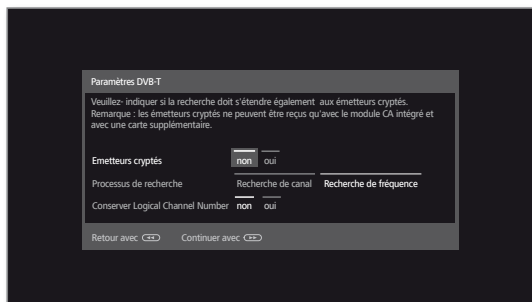 Paramètres DVB-T
Veuillez- indiquer si la recherche doit s'étendre également aux émetteurs cryptés.
Remarque : les émetteurs cryptés ne peuvent être reçus qu'avec le module CA intégré et
avec une carte supplémentaire.
Emetteurs cryptés non oui
Processus de recherche Recherche de canal Recherche de fréquence
Conserver Logical Channel Number non oui
Retour avec Continuer avec